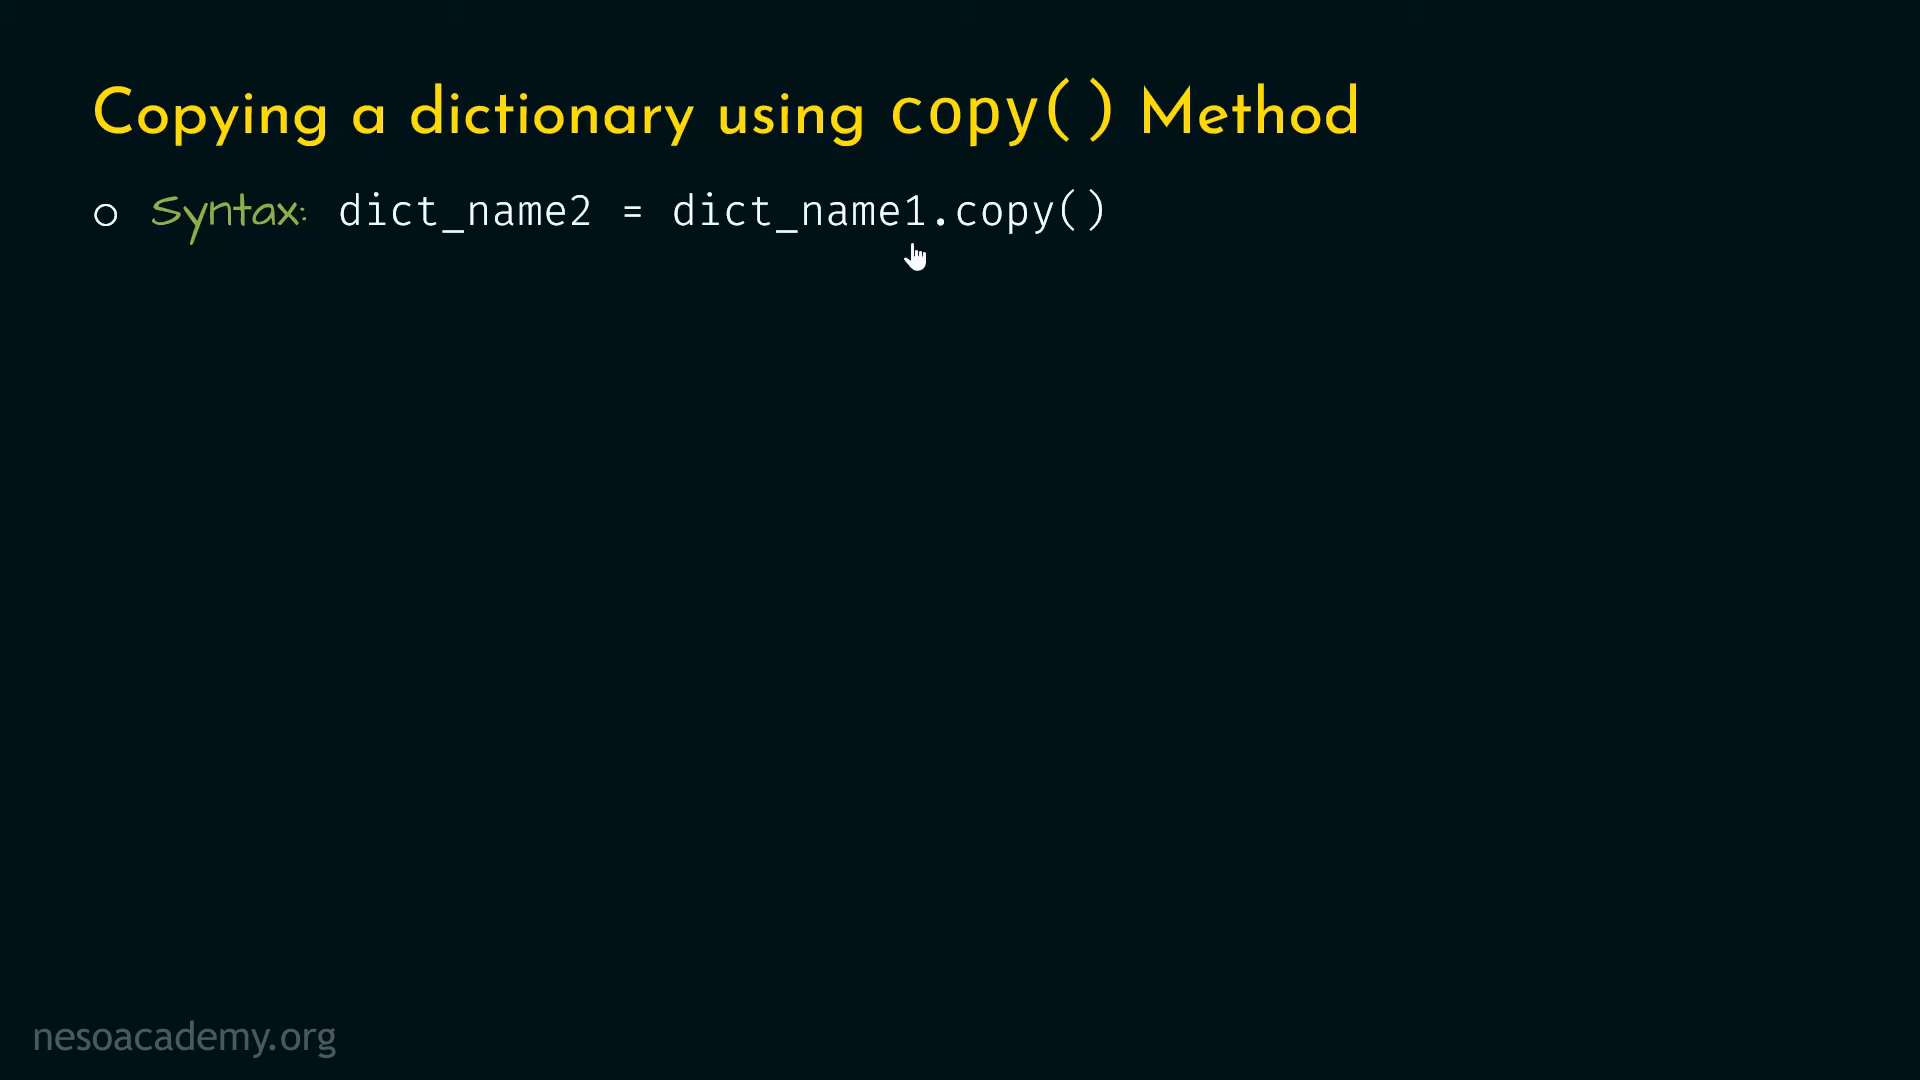 Copying a dictionary using copy() Method
○ Syntax: dict_name2 = dict_name1.copy()
nesoacademy.org